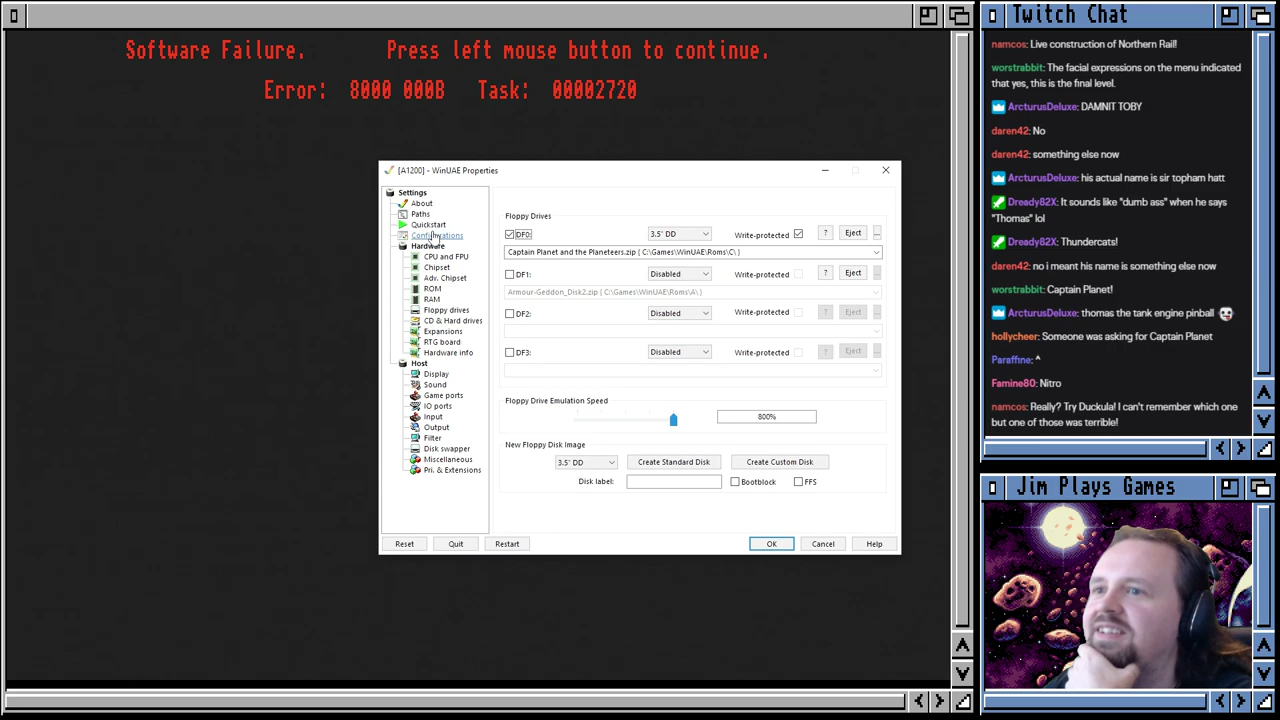 Software Failure.    Press left mouse button to continue.
Error:  8000 000B    Task:  00002720
[A1200] - WinUAE Properties
Settings
About
Paths
Quickstart
Configurations
Hardware
CPU and FPU
Chipset
Adv. Chipset
ROM
RAM
Floppy drives
CD & Hard drives
Expansions
RTG board
Hardware info
Host
Display
Sound
Game ports
IO ports
Input
Output
Filter
Disk swapper
Miscellaneous
Pri. & Extensions
Floppy Drives
DF0:  3.5" DD  Write-protected  ?  Eject  ...
Captain Planet and the Planeteers.zip { C:\Games\WinUAE\Roms\C\ }
DF1:  Disabled  Write-protected  ?  Eject  ...
Armour-Geddon_Disk2.zip { C:\Games\WinUAE\Roms\A\ }
DF2:  Disabled  Write-protected  ?  Eject  ...
DF3:  Disabled  Write-protected  ?  Eject  ...
Floppy Drive Emulation Speed
800%
New Floppy Disk Image
3.5" DD  Create Standard Disk  Create Custom Disk
Disk label:  Bootblock  FFS
Reset  Quit  Restart  OK  Cancel  Help
Twitch Chat
namcos: Live construction of Northern Rail!
worstrabbit: The facial expressions on the menu indicated
that yes, this is the final level.
ArcturusDeluxe: DAMNIT TOBY
daren42: No
daren42: something else now
ArcturusDeluxe: his actual name is sir topham hatt
Dready82X: It sounds like "dumb ass" when he says
"Thomas" lol
Dready82X: Thundercats!
daren42: no i meant his name is something else now
worstrabbit: Captain Planet!
ArcturusDeluxe: thomas the tank engine pinball
hollycheer: Someone was asking for Captain Planet
Paraffine: ^
Famine80: Nitro
namcos: Really? Try Duckula! I can't remember which one
but one of those was terrible!
Jim Plays Games